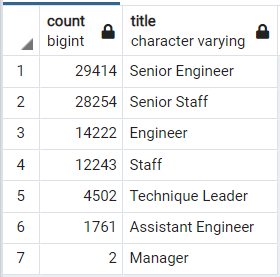 count title
bigint character varying
1 29414 Senior Engineer
2 28254 Senior Staff
3 14222 Engineer
4 12243 Staff
5 4502 Technique Leader
6 1761 Assistant Engineer
7 2 Manager